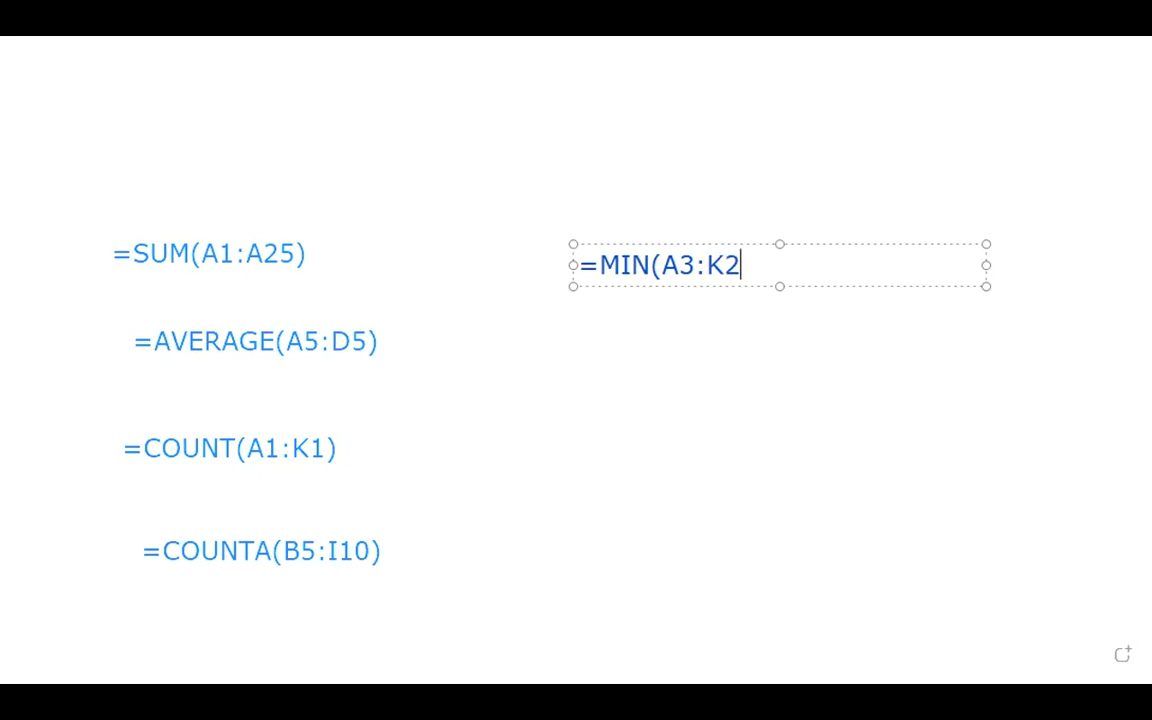 =SUM(A1:A25)
=AVERAGE(A5:D5)
=COUNT(A1:K1)
=COUNTA(B5:I10)
=MIN(A3:K2